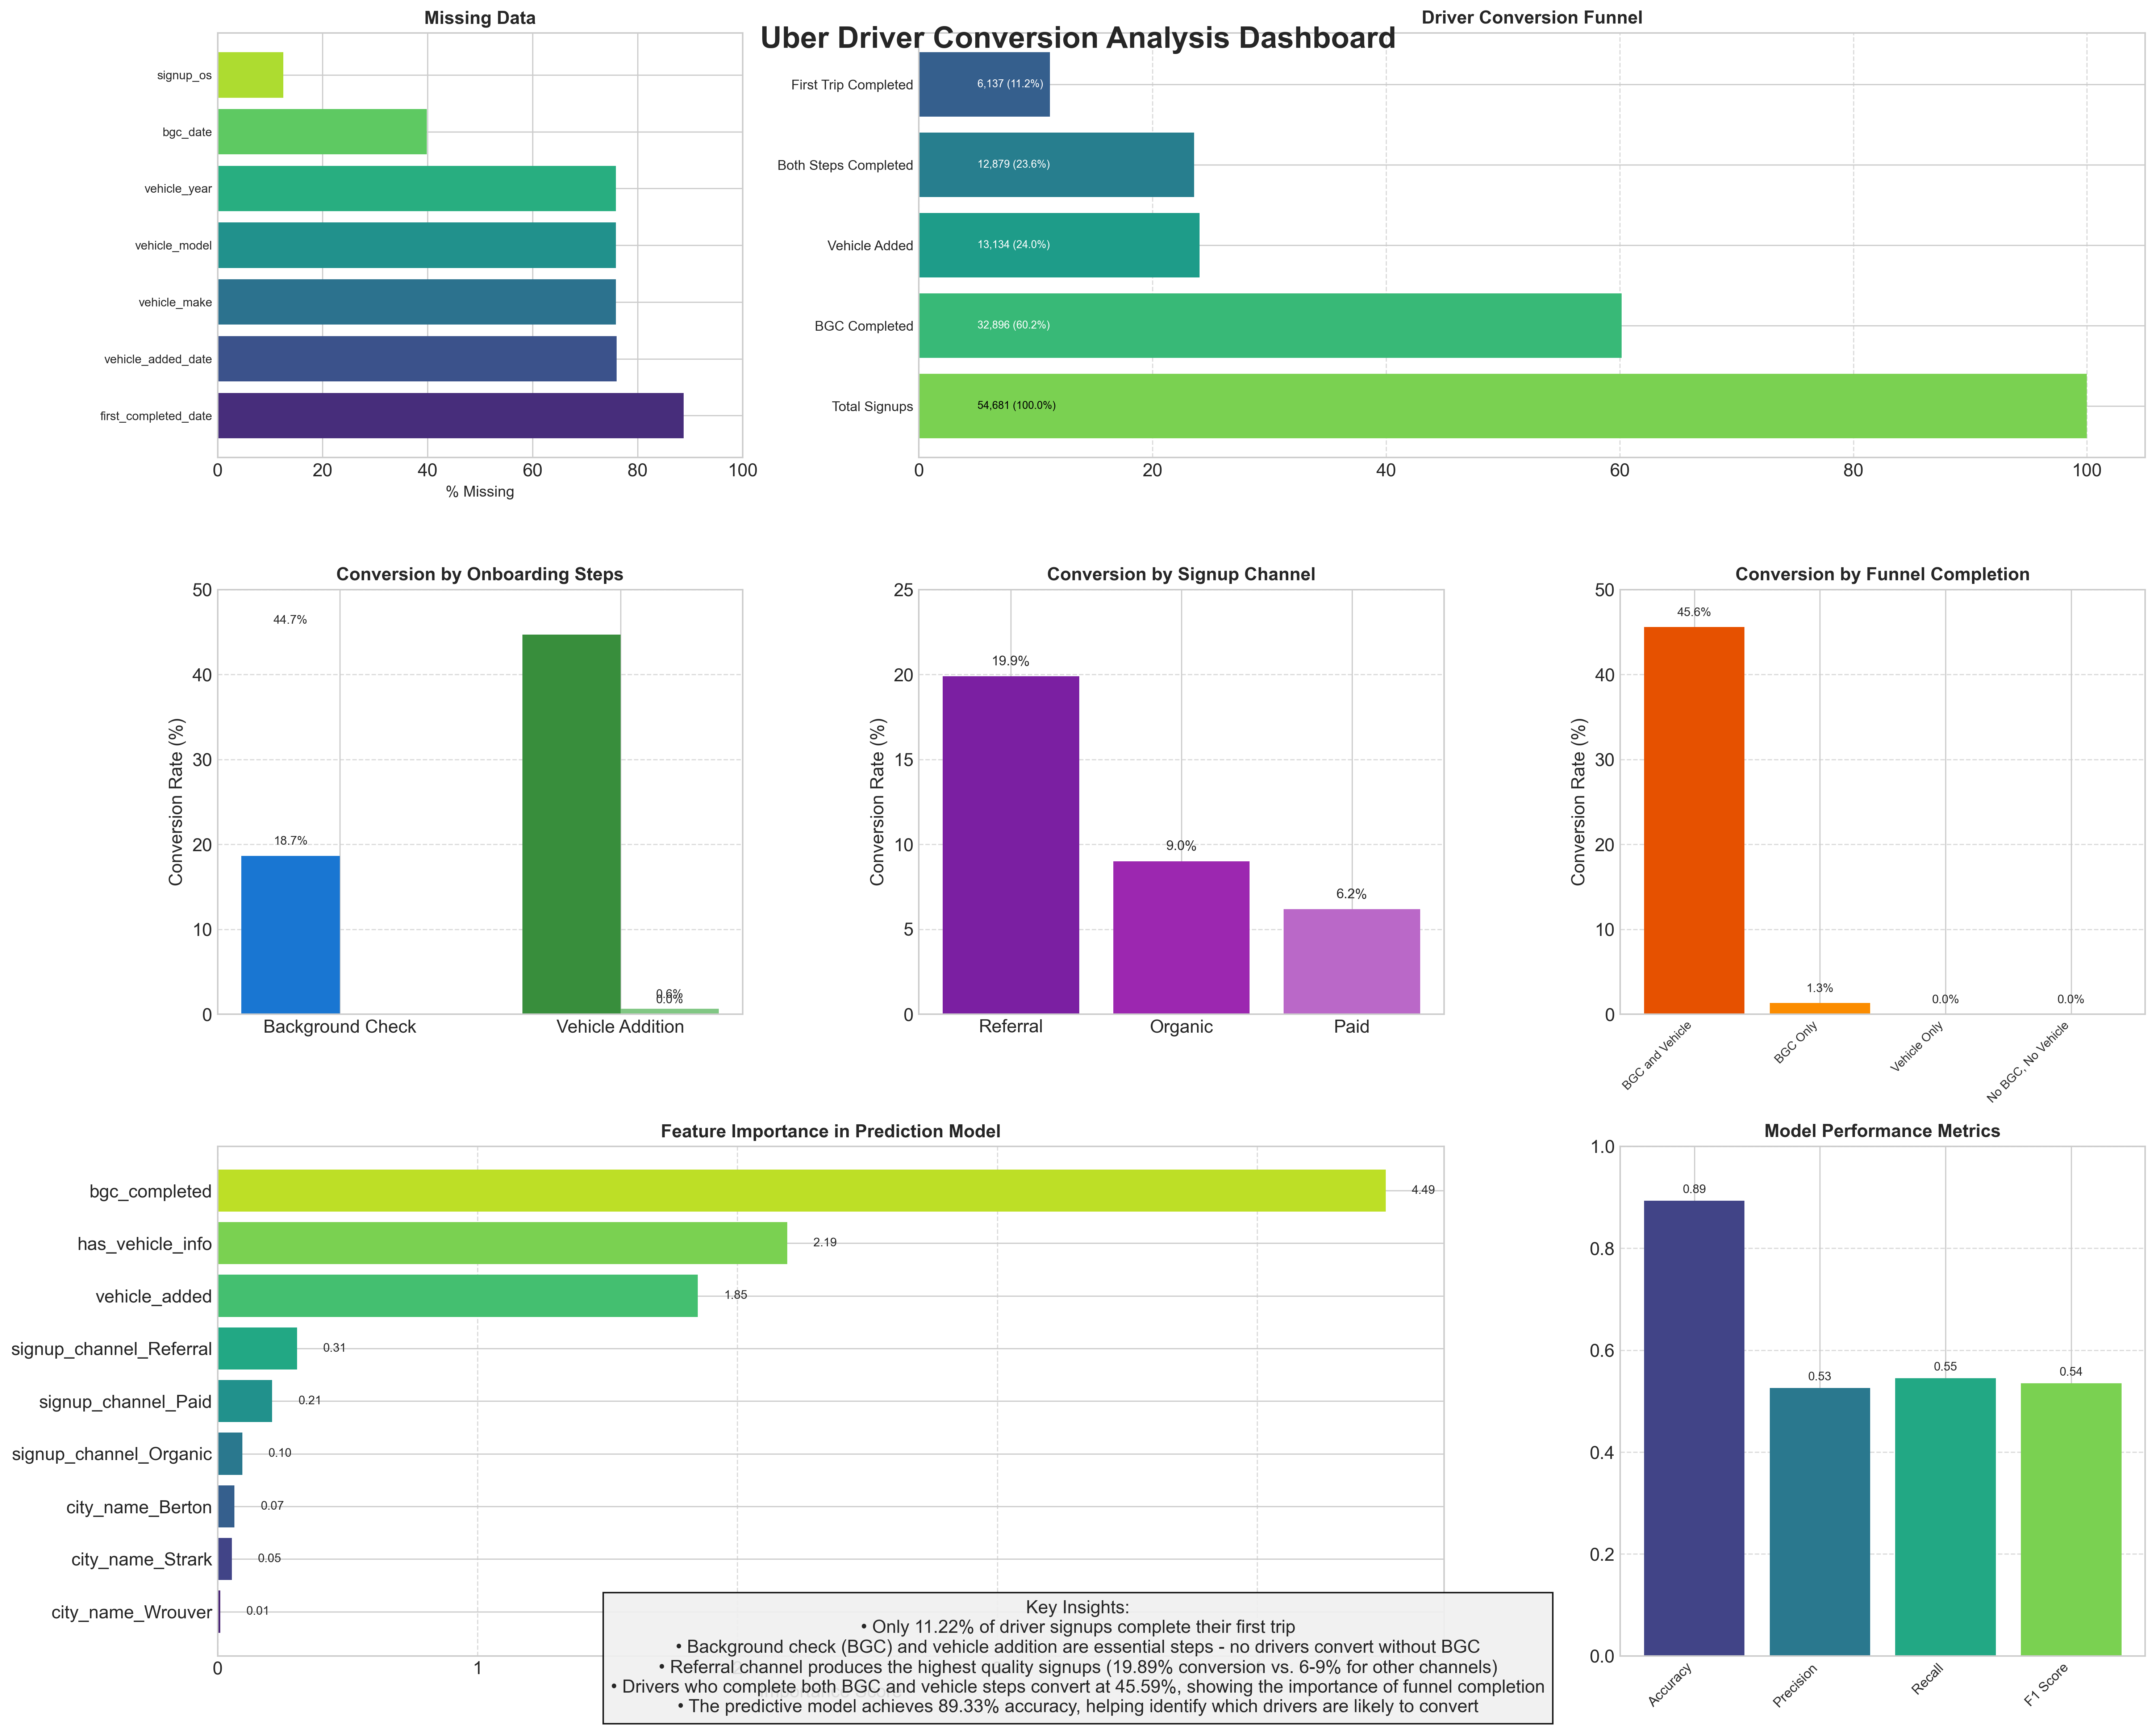 Uber Driver Conversion Analysis Dashboard
Missing Data
signup_os
bgc_date
vehicle_year
vehicle_model
vehicle_make
vehicle_added_date
first_completed_date
0 20 40 60 80 100
% Missing
Driver Conversion Funnel
First Trip Completed 6,137 (11.2%)
Both Steps Completed 12,879 (23.6%)
Vehicle Added 13,134 (24.0%)
BGC Completed 32,896 (60.2%)
Total Signups 54,681 (100.0%)
0 20 40 60 80 100
Conversion by Onboarding Steps
Conversion Rate (%)
50
40
30
20
10
0
44.7%
18.7%
0.6%
0.0%
Background Check Vehicle Addition
Conversion by Signup Channel
Conversion Rate (%)
25
20
15
10
5
0
19.9%
9.0%
6.2%
Referral Organic Paid
Conversion by Funnel Completion
Conversion Rate (%)
50
40
30
20
10
0
45.6%
1.3%
0.0%
0.0%
BGC and Vehicle
BGC Only
Vehicle Only
No BGC, No Vehicle
Feature Importance in Prediction Model
bgc_completed 4.49
has_vehicle_info 2.19
vehicle_added 1.85
signup_channel_Referral 0.31
signup_channel_Paid 0.21
signup_channel_Organic 0.10
city_name_Berton 0.07
city_name_Strark 0.05
city_name_Wrouver 0.01
0 1
Model Performance Metrics
1.0
0.8
0.6
0.4
0.2
0.0
0.89
0.53
0.55
0.54
Accuracy
Precision
Recall
F1 Score
Key Insights:
• Only 11.22% of driver signups complete their first trip
• Background check (BGC) and vehicle addition are essential steps - no drivers convert without BGC
• Referral channel produces the highest quality signups (19.89% conversion vs. 6-9% for other channels)
• Drivers who complete both BGC and vehicle steps convert at 45.59%, showing the importance of funnel completion
• The predictive model achieves 89.33% accuracy, helping identify which drivers are likely to convert